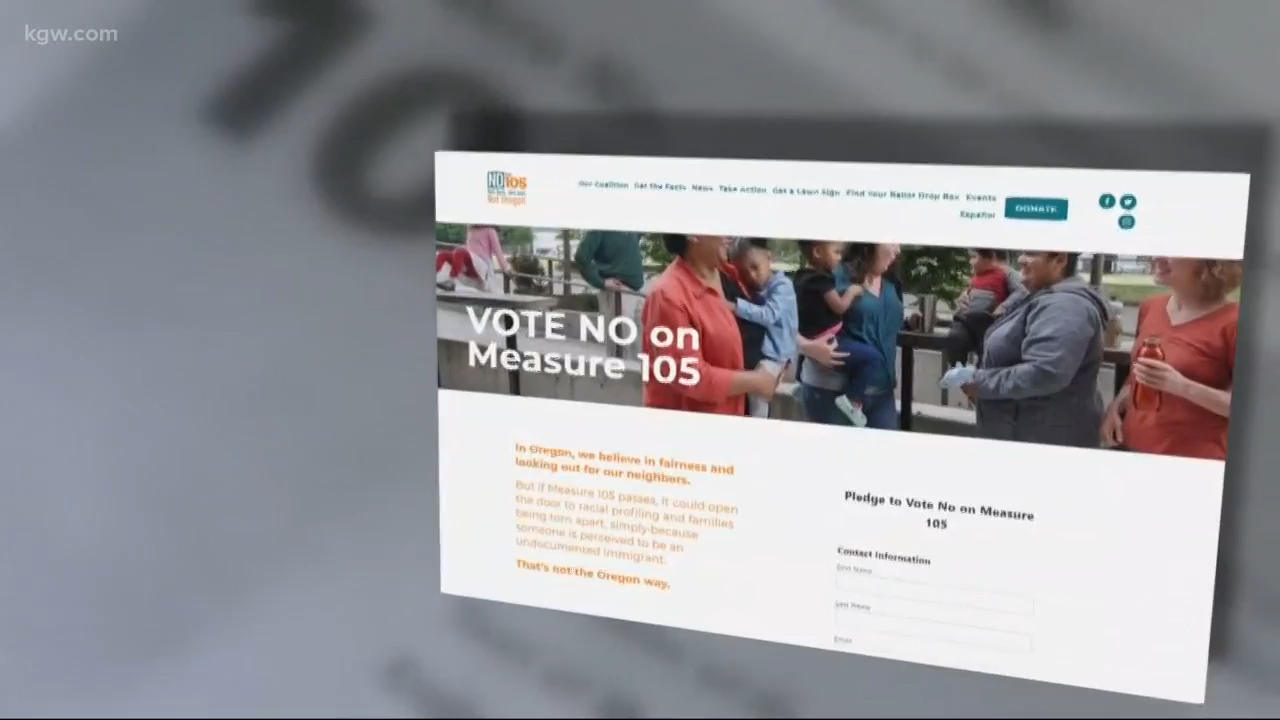 kgw.com
NO on
105
Not Oregon
Our Coalition Get the Facts News Take Action Get a Lawn Sign Find Your Ballot Drop Box Events
Español
DONATE
VOTE NO on
Measure 105
In Oregon, we believe in fairness and
looking out for our neighbors.
But if Measure 105 passes, it could open
the door to racial profiling and families
being torn apart, simply because
someone is perceived to be an
undocumented immigrant.
That's not the Oregon way.
Pledge to Vote No on Measure
105
Contact Information
First Name
Last Name
Email